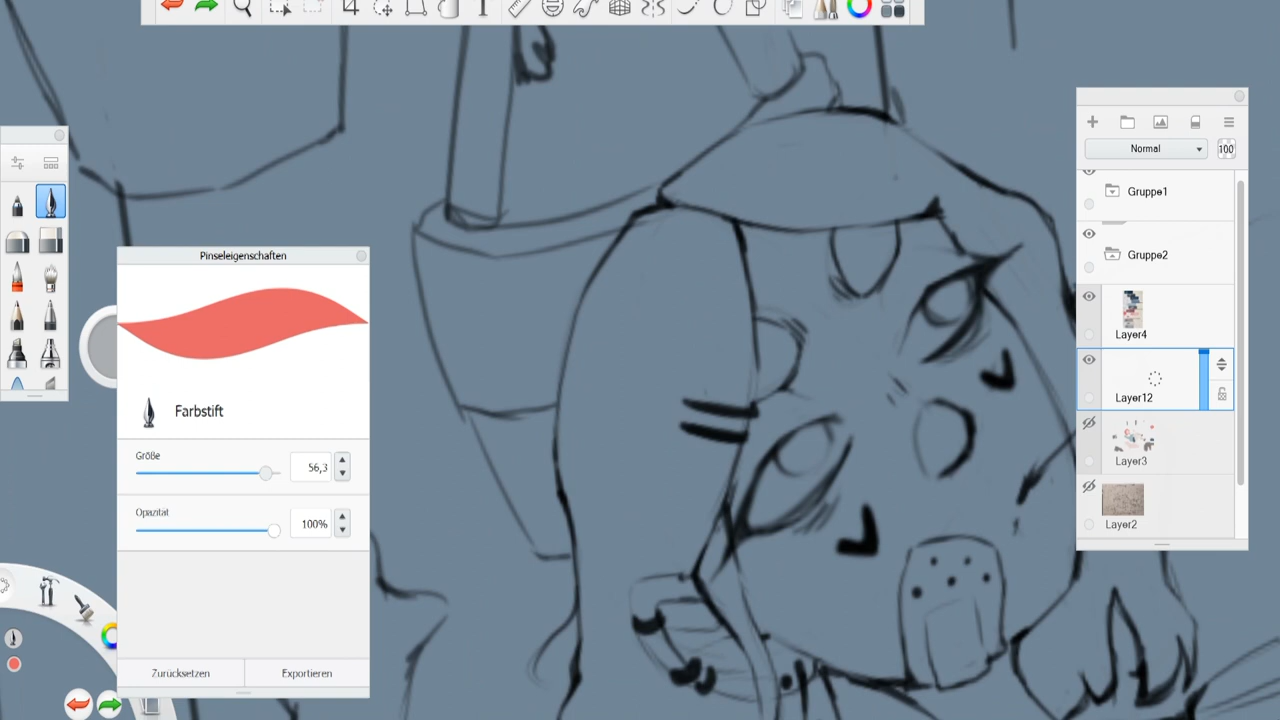 Normal 100
Gruppe1
Gruppe2
Layer4
Layer12
Layer3
Layer2
Pinseleigenschaften
Farbstift
Größe
56,3
Opazität
100%
Zurücksetzen Exportieren